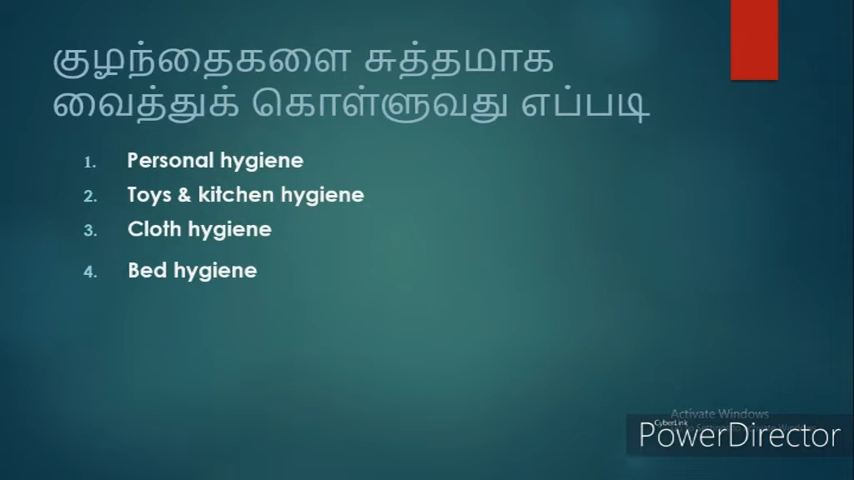 குழந்தைகளை சுத்தமாக
வைத்துக் கொள்ளுவது எப்படி
1. Personal hygiene
2. Toys & kitchen hygiene
3. Cloth hygiene
4. Bed hygiene
Activate Windows
CyberLink
PowerDirector